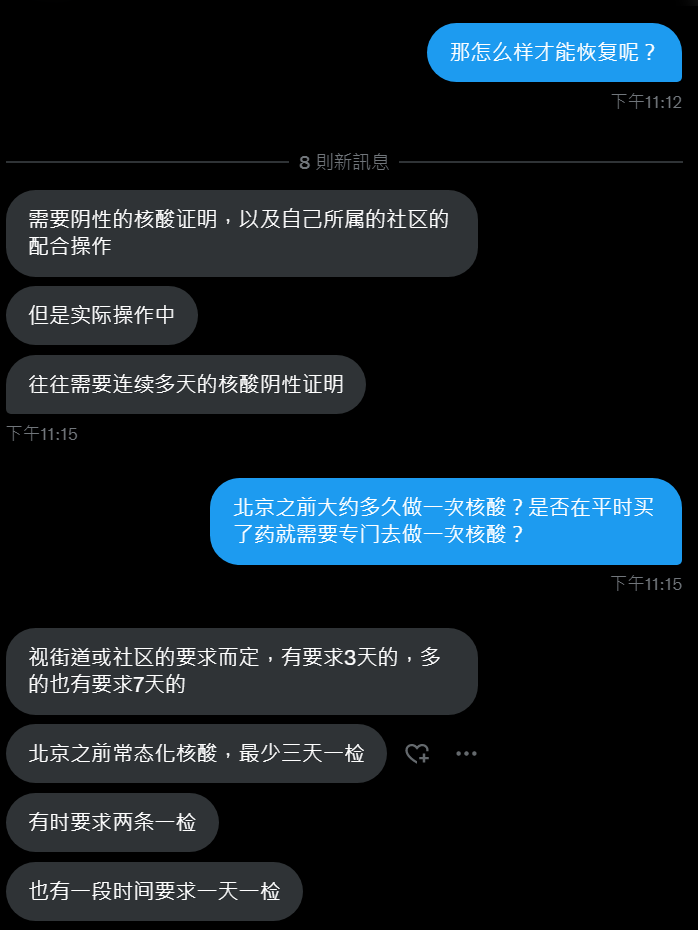 那怎么样才能恢复呢？
下午11:12
8 則新訊息
需要阴性的核酸证明，以及自己所属的社区的
配合操作
但是实际操作中
往往需要连续多天的核酸阴性证明
下午11:15
北京之前大约多久做一次核酸？是否在平时买
了药就需要专门去做一次核酸？
下午11:15
视街道或社区的要求而定，有要求3天的，多
的也有要求7天的
北京之前常态化核酸，最少三天一检
有时要求两条一检
也有一段时间要求一天一检